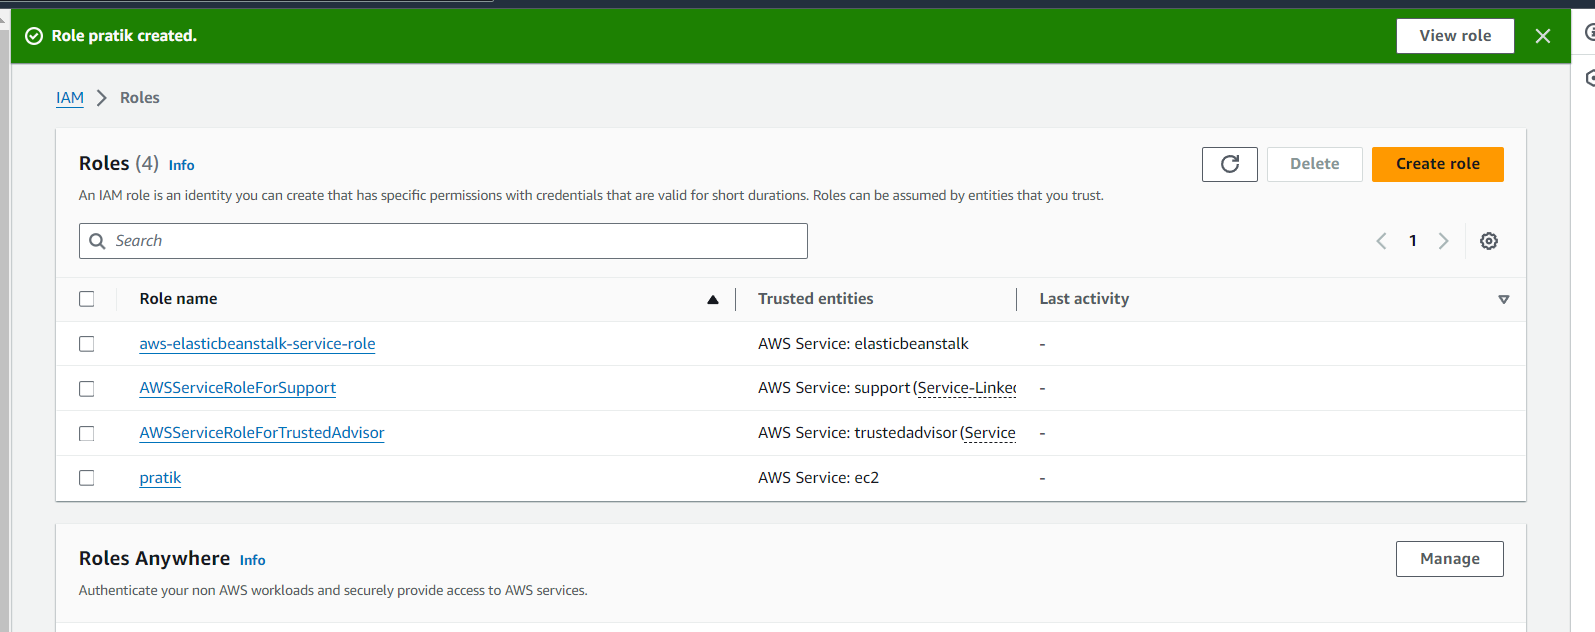 Role pratik created.
View role
IAM
Roles
Roles (4) Info
Delete
Create role
An IAM role is an identity you can create that has specific permissions with credentials that are valid for short durations. Roles can be assumed by entities that you trust.
Search
1
Role name
Trusted entities
Last activity
aws-elasticbeanstalk-service-role
AWS Service: elasticbeanstalk
-
AWSServiceRoleForSupport
AWS Service: support (Service-Linked
-
AWSServiceRoleForTrustedAdvisor
AWS Service: trustedadvisor (Service
-
pratik
AWS Service: ec2
-
Roles Anywhere Info
Manage
Authenticate your non AWS workloads and securely provide access to AWS services.